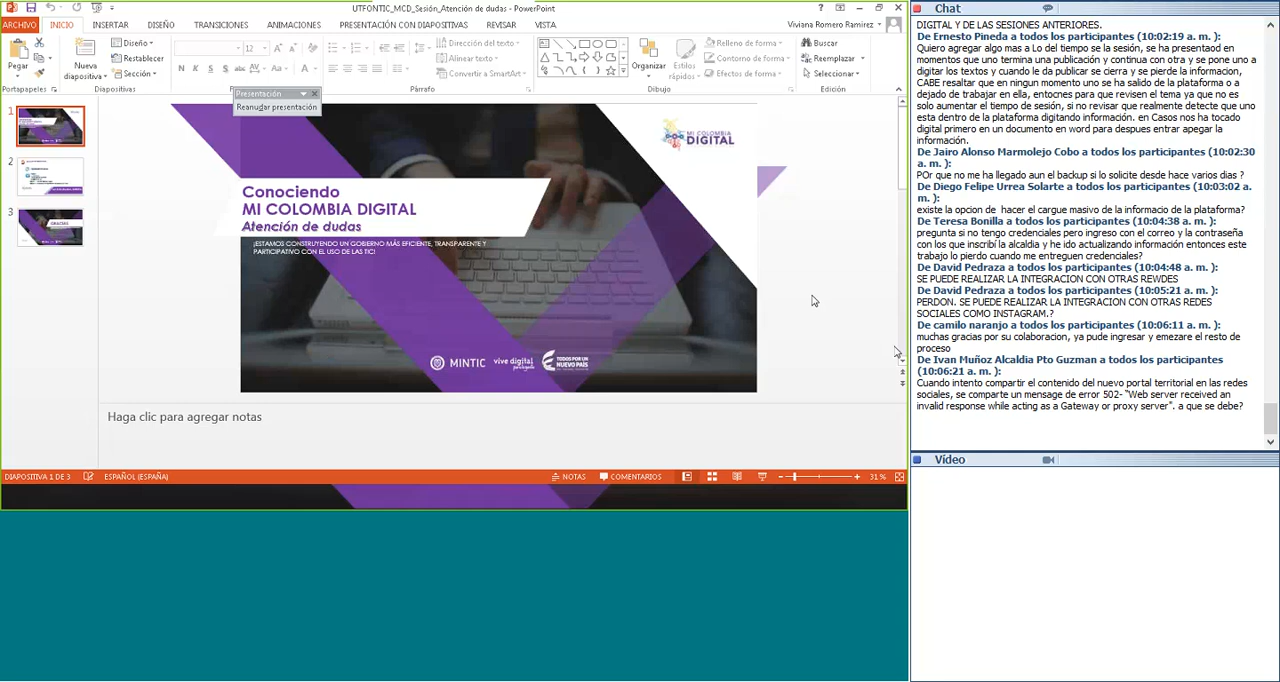 UTFONTIC_MCD_Sesión_Atención de dudas - PowerPoint
ARCHIVO INICIO INSERTAR DISEÑO TRANSICIONES ANIMACIONES PRESENTACIÓN CON DIAPOSITIVAS REVISAR VISTA
Viviana Romero Ramirez
Pegar
Nueva
diapositiva
Diseño
Restablecer
Sección
12
N K S S abc AV Aa A
Dirección del texto
Alinear texto
Convertir a SmartArt
Organizar
Estilos
rápidos
Relleno de forma
Contorno de forma
Efectos de forma
Buscar
Reemplazar
Seleccionar
Portapapeles
Diapositivas
Párrafo
Dibujo
Edición
Presentación
Reanudar presentación
1
2
3
MI COLOMBIA
DIGITAL
Conociendo
MI COLOMBIA DIGITAL
Atención de dudas
¡ESTAMOS CONSTRUYENDO UN GOBIERNO MÁS EFICIENTE, TRANSPARENTE Y
PARTICIPATIVO CON EL USO DE LAS TIC!
MINTIC vive digital TODOS POR UN
NUEVO PAÍS
Haga clic para agregar notas
DIAPOSITIVA 1 DE 3 ESPAÑOL (ESPAÑA) NOTAS COMENTARIOS 31 %
Chat
DIGITAL Y DE LAS SESIONES ANTERIORES.
De Ernesto Pineda a todos los participantes (10:02:19 a. m. ):
Quiero agregar algo mas a Lo del tiempo se la sesión, se ha presentaod en
momentos que uno termina una publicación y continua con otra y se pone uno a
digitar los textos y cuando le da publicar se cierra y se pierde la informacion,
CABE resaltar que en ningun momento uno se ha salido de la plataforma o a
dejado de trabajar en ella, entocnes para que revisen el tema ya que no es
solo aumentar el tiempo de sesión, si no revisar que realmente detecte que uno
esta dentro de la plataforma digitando información. en Casos nos ha tocado
digital primero en un documento en word para despues entrar apegar la
información.
De Jairo Alonso Marmolejo Cobo a todos los participantes (10:02:30
a. m. ):
POr que no me ha llegado aun el backup si lo solicite desde hace varios dias ?
De Diego Felipe Urrea Solarte a todos los participantes (10:03:02 a.
m. ):
existe la opcion de hacer el cargue masivo de la informacio de la plataforma?
De Teresa Bonilla a todos los participantes (10:04:38 a. m. ):
pregunta si no tengo credenciales pero ingreso con el correo y la contraseña
con los que inscribí la alcaldia y he ido actualizando información entonces este
trabajo lo pierdo cuando me entreguen credenciales?
De David Pedraza a todos los participantes (10:04:48 a. m. ):
SE PUEDE REALIZAR LA INTEGRACION CON OTRAS REWDES
De David Pedraza a todos los participantes (10:05:21 a. m. ):
PERDON. SE PUEDE REALIZAR LA INTEGRACION CON OTRAS REDES
SOCIALES COMO INSTAGRAM.?
De camilo naranjo a todos los participantes (10:06:11 a. m. ):
muchas gracias por su colaboracion, ya pude ingresar y emezare el resto de
proceso
De Ivan Muñoz Alcaldia Pto Guzman a todos los participantes
(10:06:21 a. m. ):
Cuando intento compartir el contenido del nuevo portal territorial en las redes
sociales, se comparte un mensaje de error 502- "Web server received an
invalid response while acting as a Gateway or proxy server". a que se debe?
Vídeo